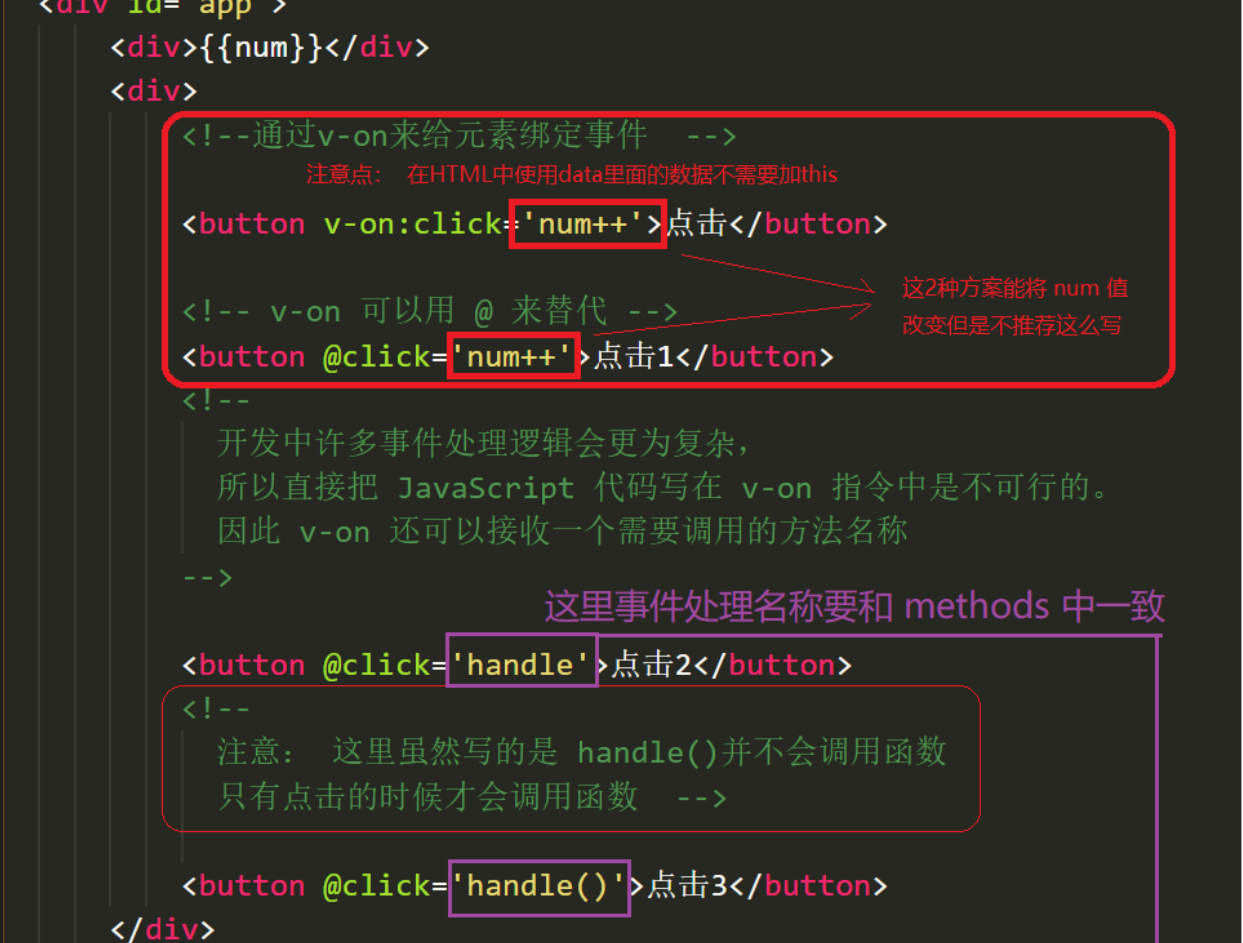 <div id="app">
<div>{{num}}</div>
<div>
<!--通过v-on来给元素绑定事件  -->
注意点： 在HTML中使用data里面的数据不需要加this
<button v-on:click='num++'>点击</button>
这2种方案能将 num 值
改变但是不推荐这么写
<!-- v-on 可以用 @ 来替代 -->
<button @click='num++'>点击1</button>
<!--
开发中许多事件处理逻辑会更为复杂，
所以直接把 JavaScript 代码写在 v-on 指令中是不可行的。
因此 v-on 还可以接收一个需要调用的方法名称
-->
这里事件处理名称要和 methods 中一致
<button @click='handle'>点击2</button>
<!--
注意： 这里虽然写的是 handle()并不会调用函数
只有点击的时候才会调用函数  -->
<button @click='handle()'>点击3</button>
</div>